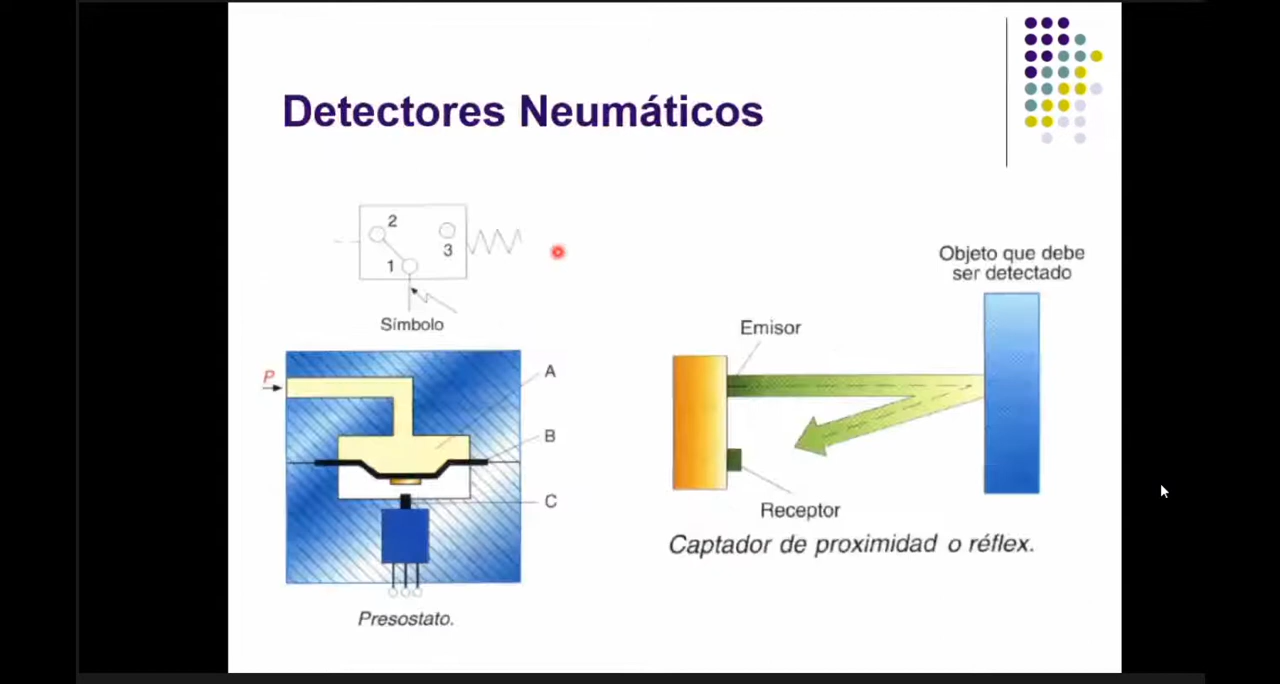 Detectores Neumáticos
2
3
1
Símbolo
P
A
B
C
Presostato.
Objeto que debe
ser detectado
Emisor
Receptor
Captador de proximidad o réflex.